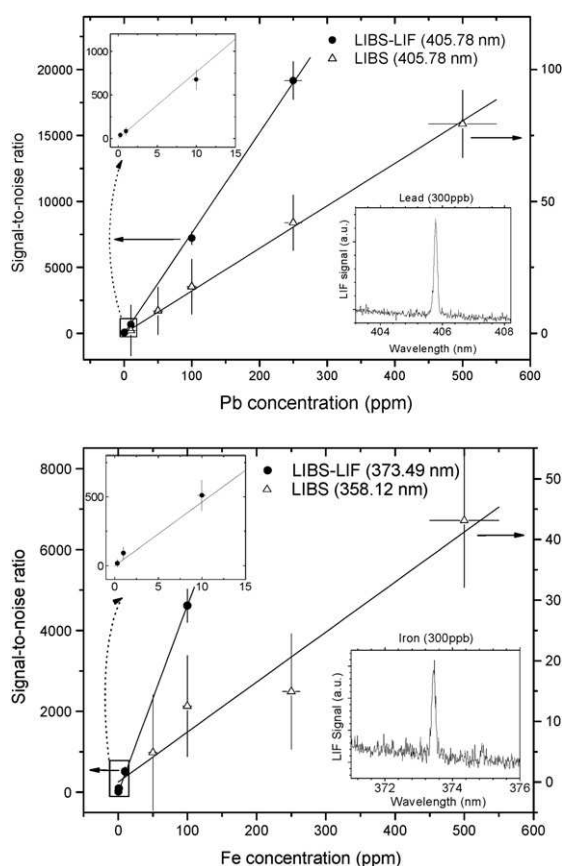 LIBS-LIF (405.78 nm)
LIBS (405.78 nm)
Signal-to-noise ratio
20000
17500
15000
12500
10000
7500
5000
2500
0
100
50
0
1000
500
0
0 5 10 15
Lead (300ppb)
LIF signal (a.u.)
404 406 408
Wavelength (nm)
0 100 200 300 400 500 600
Pb concentration (ppm)
LIBS-LIF (373.49 nm)
LIBS (358.12 nm)
Signal-to-noise ratio
8000
6000
4000
2000
0
55
50
40
30
20
10
0
500
0
0 5 10 15
Iron (300ppb)
LIF Signal (a.u.)
372 374 376
Wavelength (nm)
0 100 200 300 400 500 600
Fe concentration (ppm)